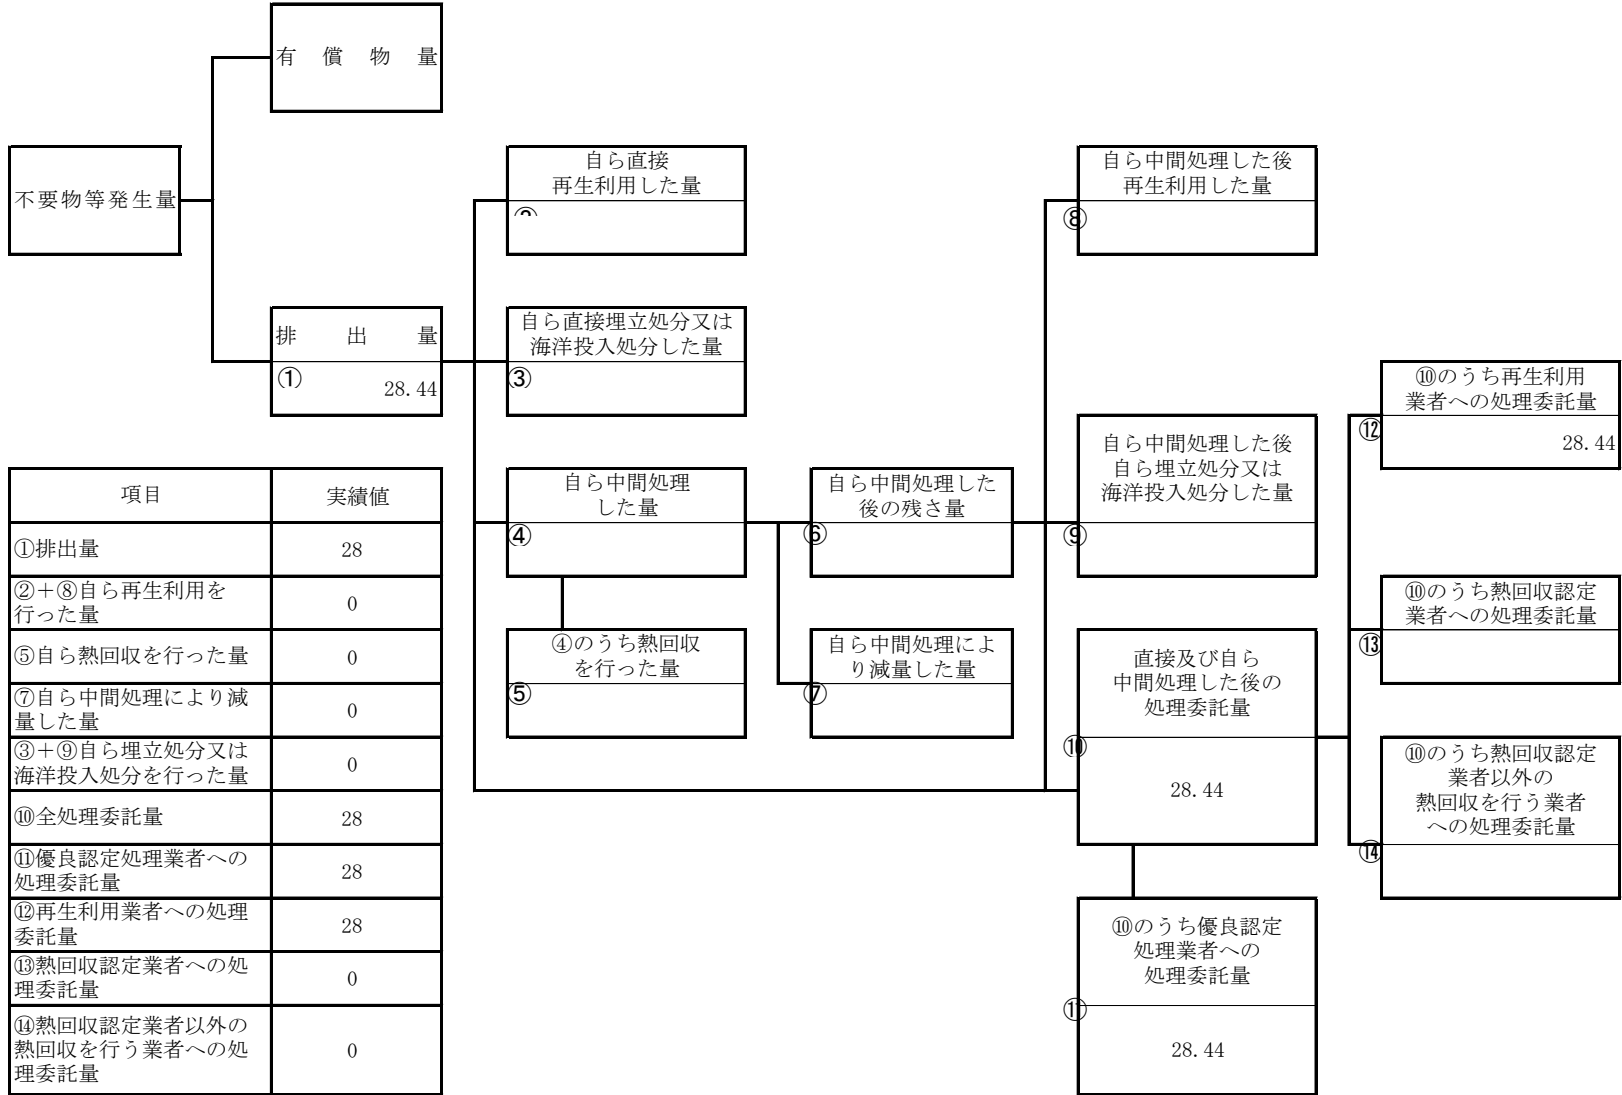 有償物量
不要物等発生量
自ら直接
再生利用した量
自ら中間処理した後
再生利用した量
⑧
排出量
① 28.44
自ら直接埋立処分又は
海洋投入処分した量
③
⑩のうち再生利用
業者への処理委託量
⑫ 28.44
自ら中間処理
した量
④
自ら中間処理した
後の残さ量
⑥
自ら中間処理した後
自ら埋立処分又は
海洋投入処分した量
⑨
④のうち熱回収
を行った量
⑤
自ら中間処理によ
り減量した量
⑦
直接及び自ら
中間処理した後の
処理委託量
⑩
28.44
⑩のうち熱回収認定
業者への処理委託量
⑬
⑩のうち熱回収認定
業者以外の
熱回収を行う業者
への処理委託量
⑭
⑩のうち優良認定
処理業者への
処理委託量
⑪
28.44
項目 実績値
①排出量 28
②+⑧自ら再生利用を
行った量 0
⑤自ら熱回収を行った量 0
⑦自ら中間処理により減
量した量 0
③+⑨自ら埋立処分又は
海洋投入処分を行った量 0
⑩全処理委託量 28
⑪優良認定処理業者への
処理委託量 28
⑫再生利用業者への処理
委託量 28
⑬熱回収認定業者への処
理委託量 0
⑭熱回収認定業者以外の
熱回収を行う業者への処
理委託量 0